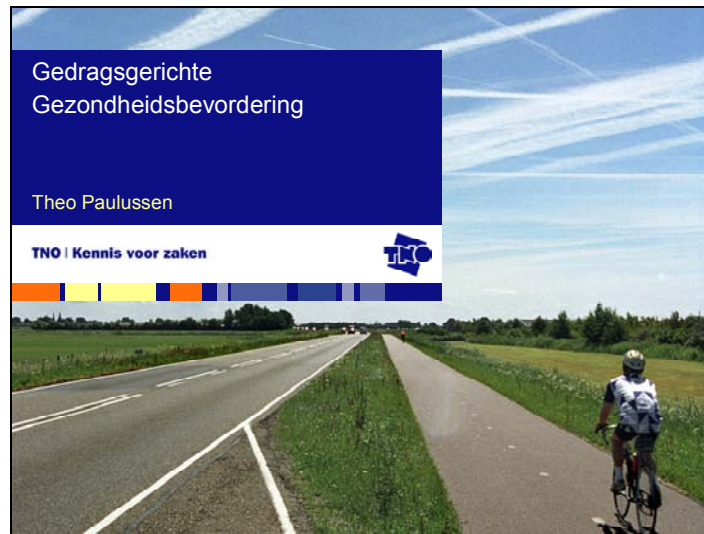 Gedragsgerichte
Gezondheidsbevordering
Theo Paulussen
TNO | Kennis voor zaken
TNO